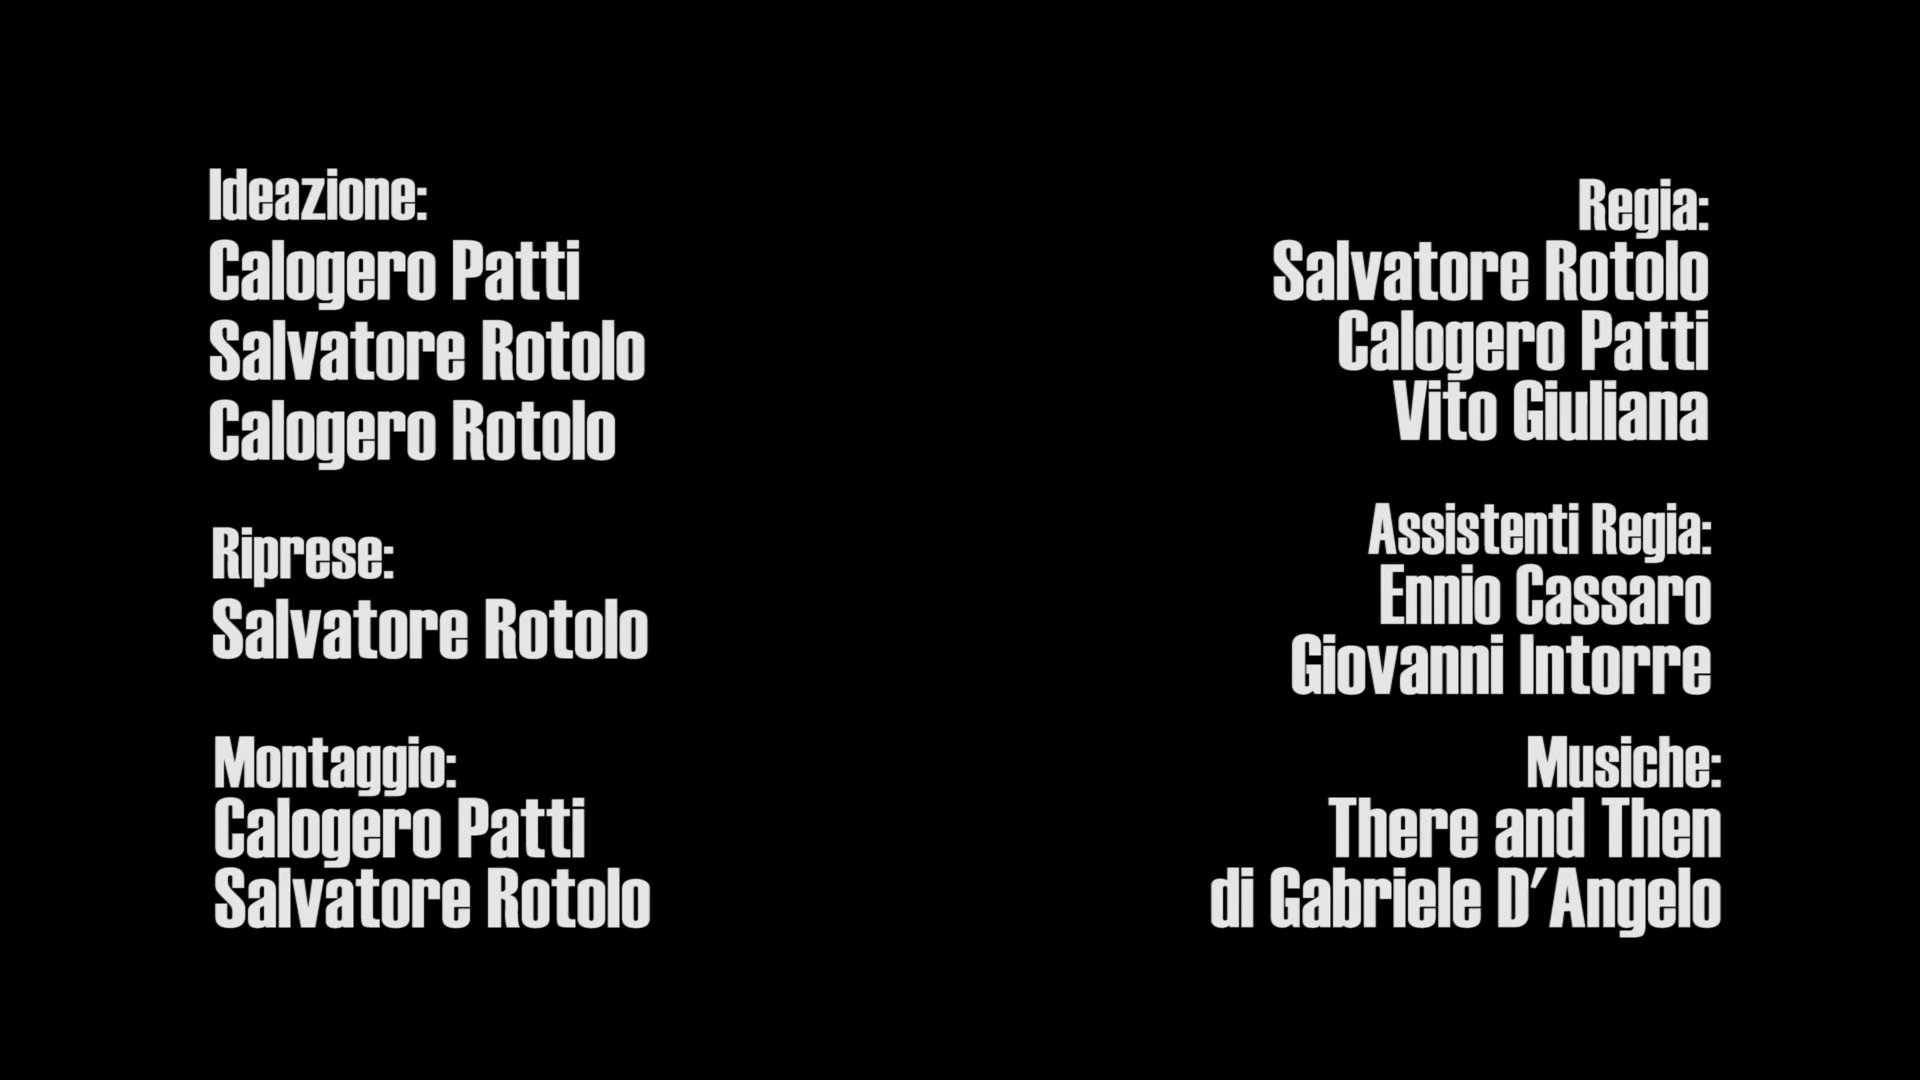 Ideazione:
Calogero Patti
Salvatore Rotolo
Calogero Rotolo
Riprese:
Salvatore Rotolo
Montaggio:
Calogero Patti
Salvatore Rotolo
Regia:
Salvatore Rotolo
Calogero Patti
Vito Giuliana
Assistenti Regia:
Ennio Cassaro
Giovanni Intorre
Musiche:
There and Then
di Gabriele D'Angelo